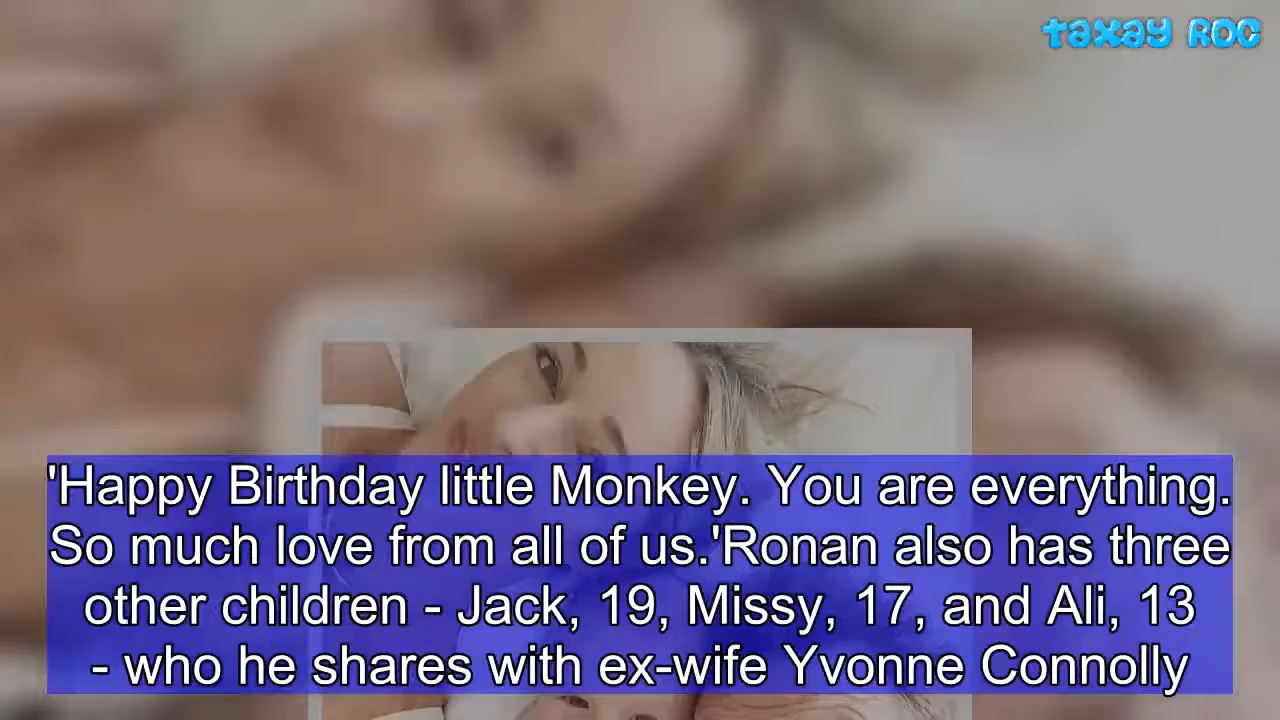 taxay ROC
'Happy Birthday little Monkey. You are everything.
So much love from all of us.'Ronan also has three
other children - Jack, 19, Missy, 17, and Ali, 13
- who he shares with ex-wife Yvonne Connolly